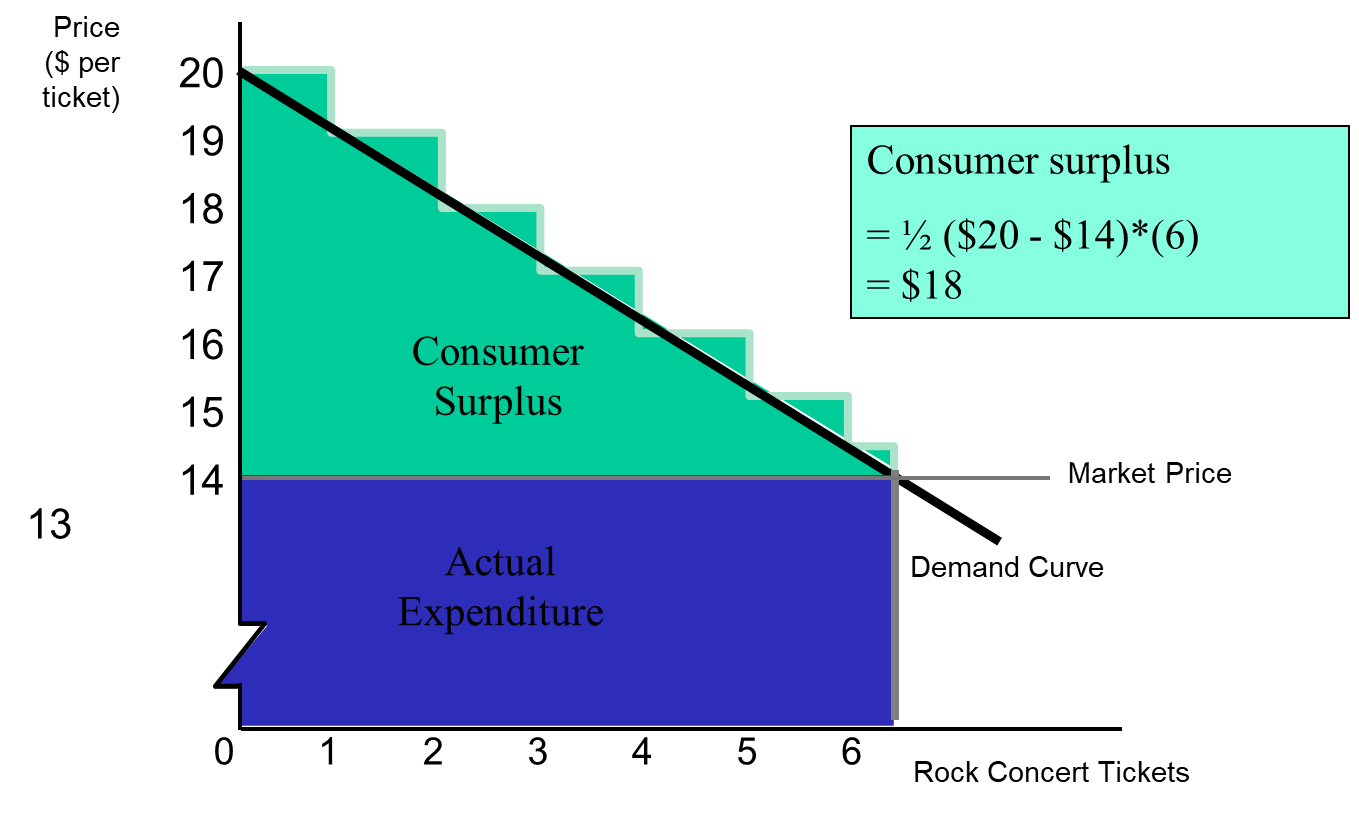 Price
($ per
ticket)
20
19
18
17
16
15
14
13
Consumer surplus
= ½ ($20 - $14)*(6)
= $18
Consumer
Surplus
Market Price
Actual
Expenditure
Demand Curve
0 1 2 3 4 5 6
Rock Concert Tickets